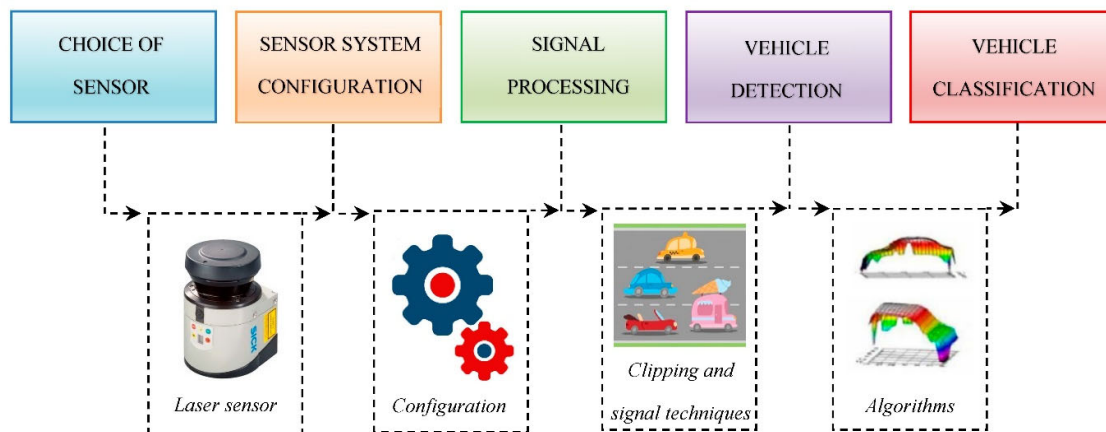 CHOICE OF
SENSOR
SENSOR SYSTEM
CONFIGURATION
SIGNAL
PROCESSING
VEHICLE
DETECTION
VEHICLE
CLASSIFICATION
SICK
Laser sensor
Configuration
Clipping and
signal techniques
Algorithms